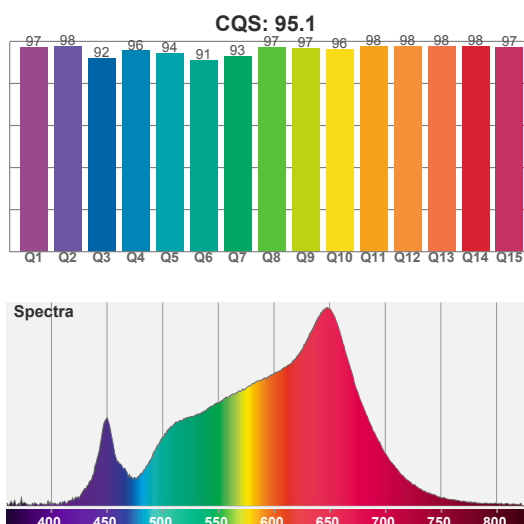 CQS: 95.1
97 98 92 96 94 91 93 97 97 96 98 98 98 98 97
Q1 Q2 Q3 Q4 Q5 Q6 Q7 Q8 Q9 Q10 Q11 Q12 Q13 Q14 Q15
Spectra
400 450 500 550 600 650 700 750 800